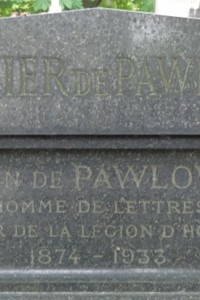 IER DE PAW
N DE PAWLO
HOMME DE LETTRES
R DE LA LEGION D'HO
1874 - 1933